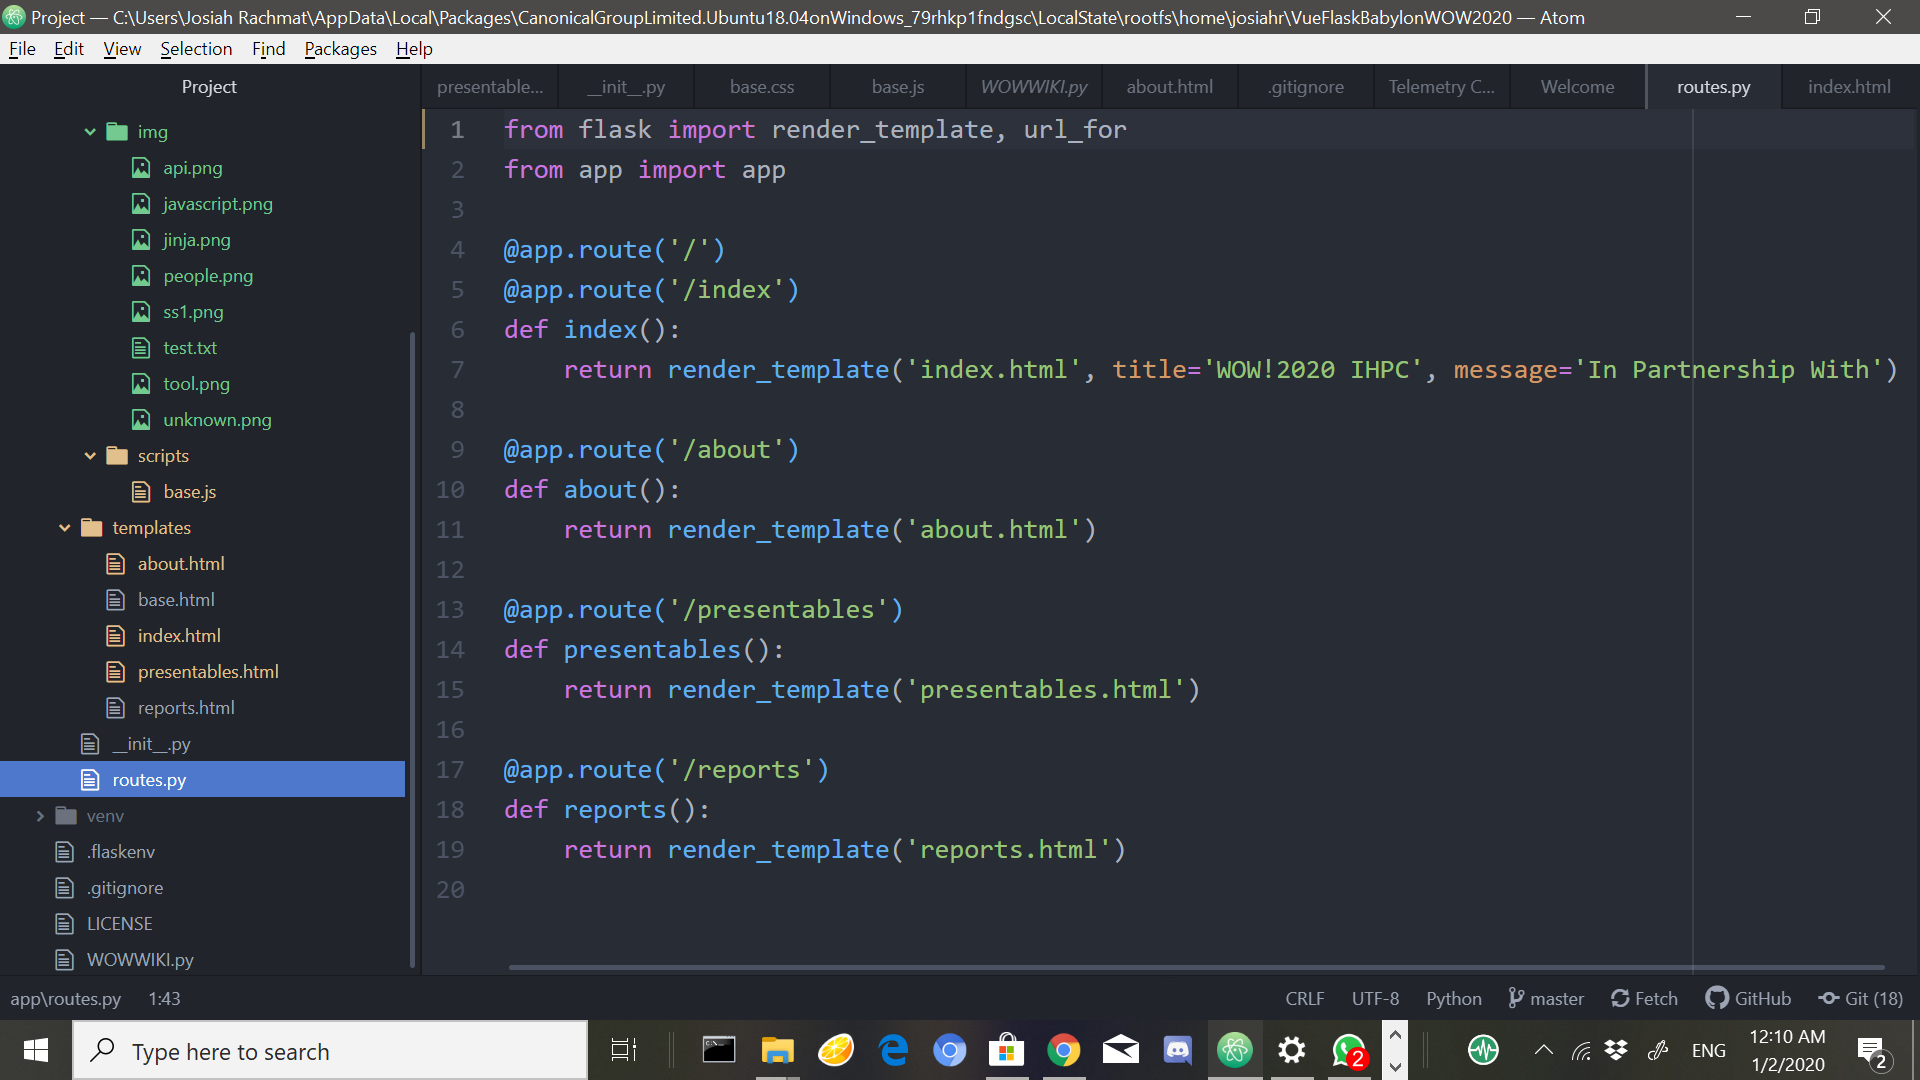 Project — C:\Users\Josiah Rachmat\AppData\Local\Packages\CanonicalGroupLimited.Ubuntu18.04onWindows_79rhkp1fndgsc\LocalState\rootfs\home\josiahr\VueFlaskBabylonWOW2020 — Atom
File Edit View Selection Find Packages Help
Project
presentable... __init__.py base.css base.js WOWWIKI.py about.html .gitignore Telemetry C... Welcome routes.py index.html
img
api.png
javascript.png
jinja.png
people.png
ss1.png
test.txt
tool.png
unknown.png
scripts
base.js
templates
about.html
base.html
index.html
presentables.html
reports.html
__init__.py
routes.py
venv
.flaskenv
.gitignore
LICENSE
WOWWIKI.py
1 from flask import render_template, url_for
2 from app import app
3
4 @app.route('/')
5 @app.route('/index')
6 def index():
7     return render_template('index.html', title='WOW!2020 IHPC', message='In Partnership With')
8
9 @app.route('/about')
10 def about():
11     return render_template('about.html')
12
13 @app.route('/presentables')
14 def presentables():
15     return render_template('presentables.html')
16
17 @app.route('/reports')
18 def reports():
19     return render_template('reports.html')
20
app\routes.py 1:43 CRLF UTF-8 Python master Fetch GitHub Git (18)
Type here to search
2
ENG
12:10 AM
1/2/2020
2